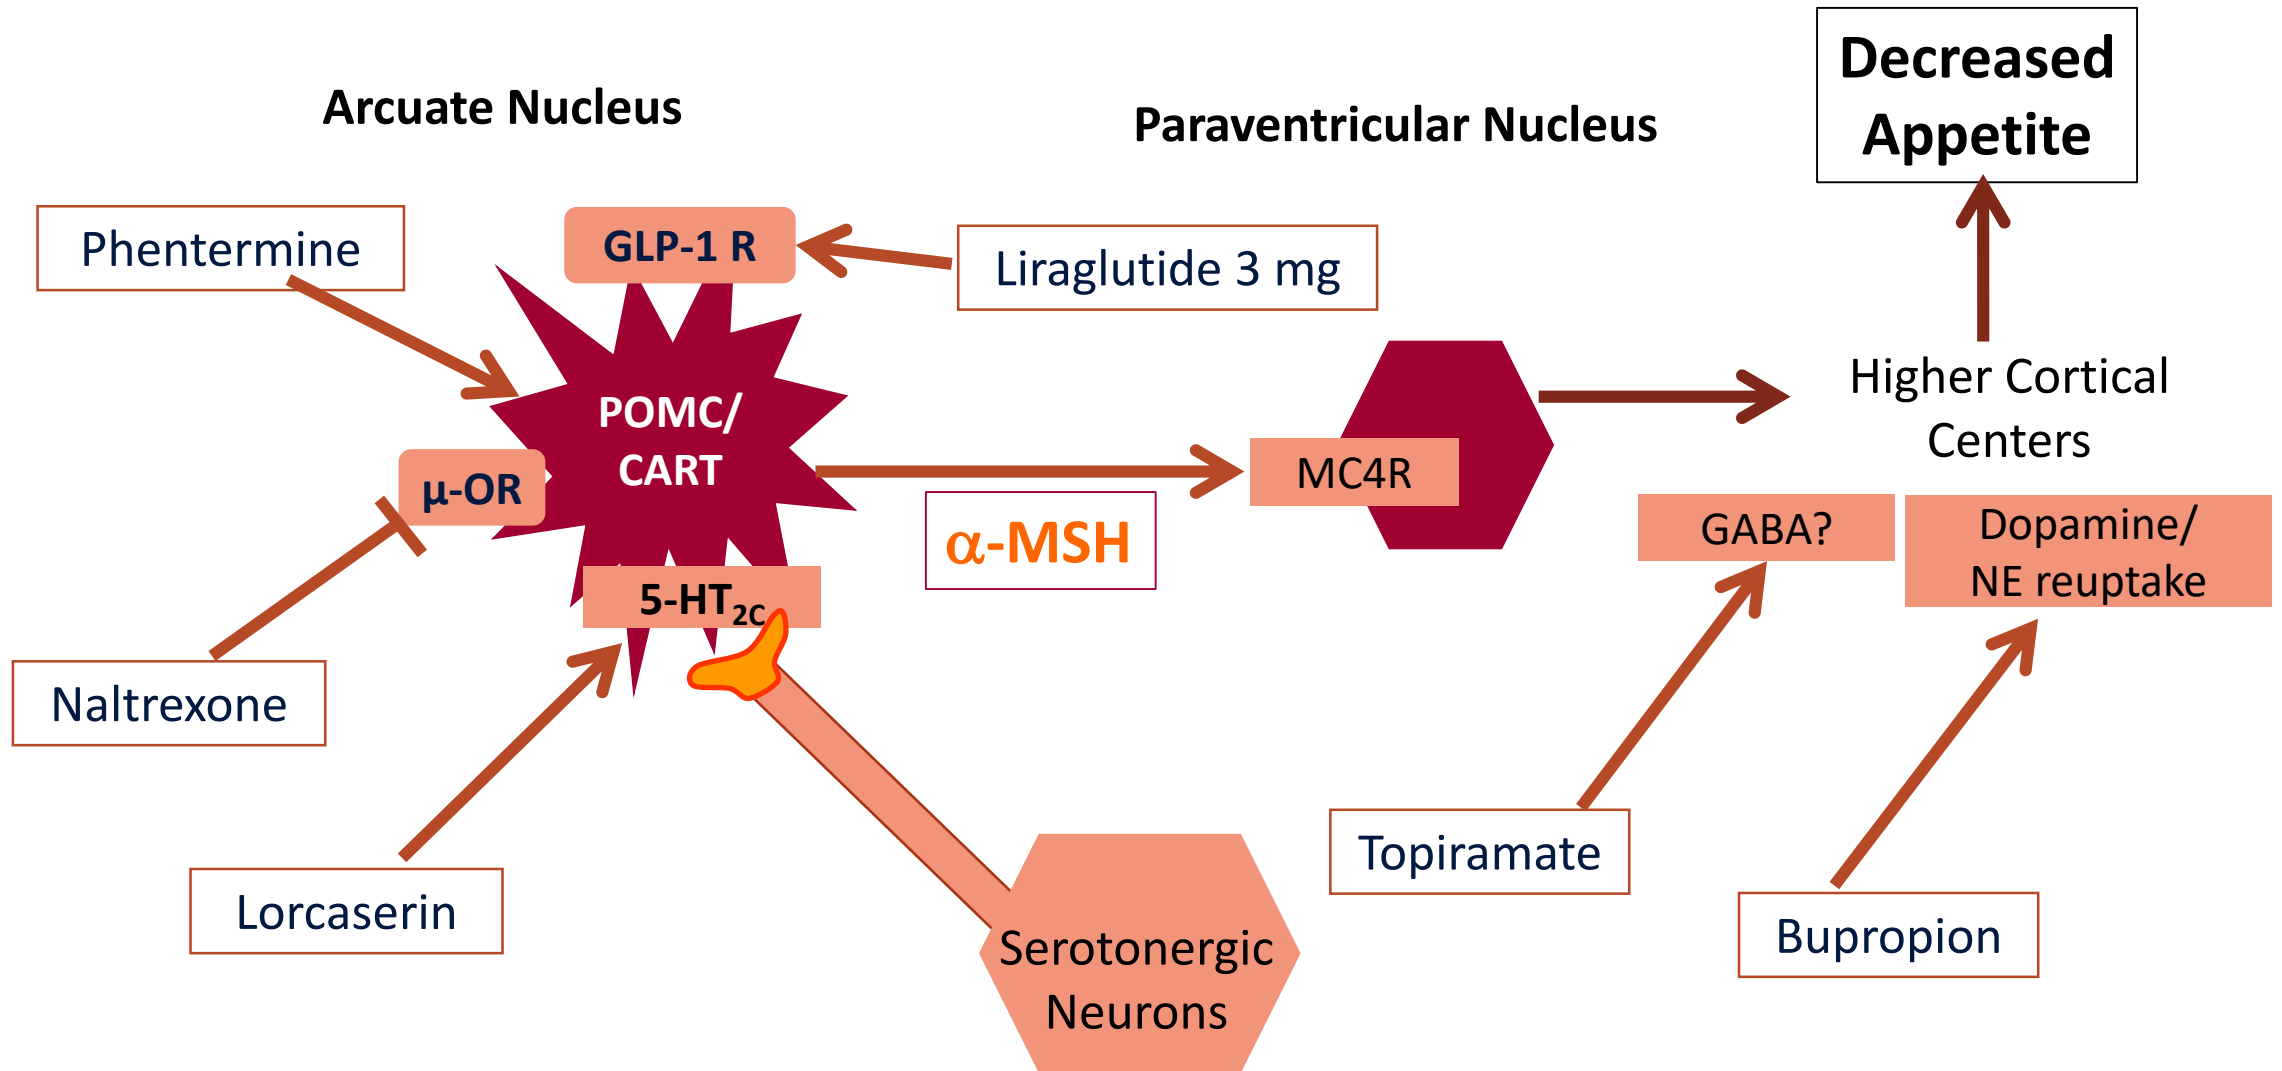 Decreased
Appetite
Arcuate Nucleus
Paraventricular Nucleus
Phentermine
GLP-1 R
Liraglutide 3 mg
POMC/
CART
Higher Cortical
Centers
µ-OR
MC4R
α-MSH
GABA?
Dopamine/
NE reuptake
5-HT2C
Naltrexone
Topiramate
Lorcaserin
Bupropion
Serotonergic
Neurons